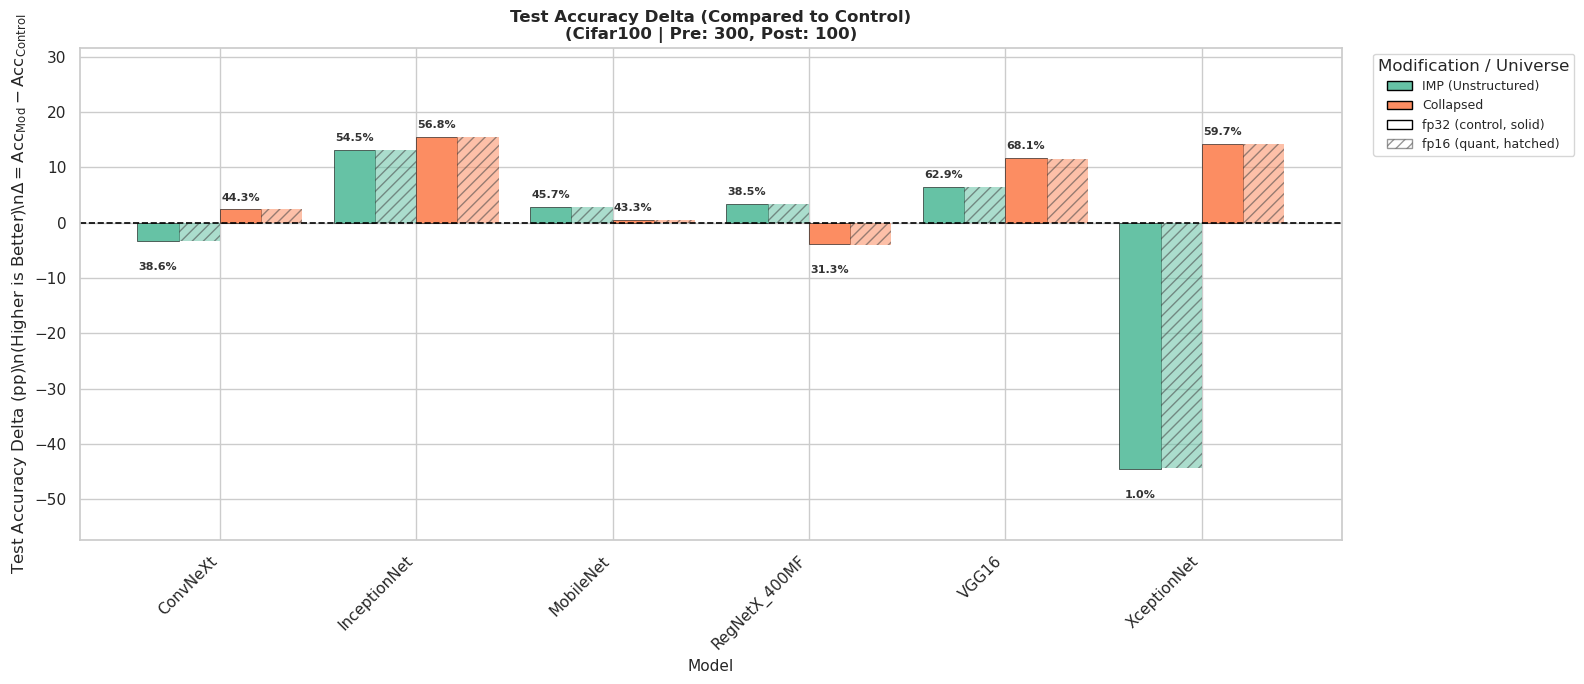 Test Accuracy Delta (Compared to Control)
(Cifar100 | Pre: 300, Post: 100)
Test Accuracy Delta (pp)\n(Higher is Better)\nΔ = Acc_Mod − Acc_Control
30
20
10
0
−10
−20
−30
−40
−50
38.6%
44.3%
54.5%
56.8%
45.7%
43.3%
38.5%
31.3%
62.9%
68.1%
1.0%
59.7%
ConvNeXt
InceptionNet
MobileNet
RegNetX_400MF
VGG16
XceptionNet
Model
Modification / Universe
IMP (Unstructured)
Collapsed
fp32 (control, solid)
fp16 (quant, hatched)